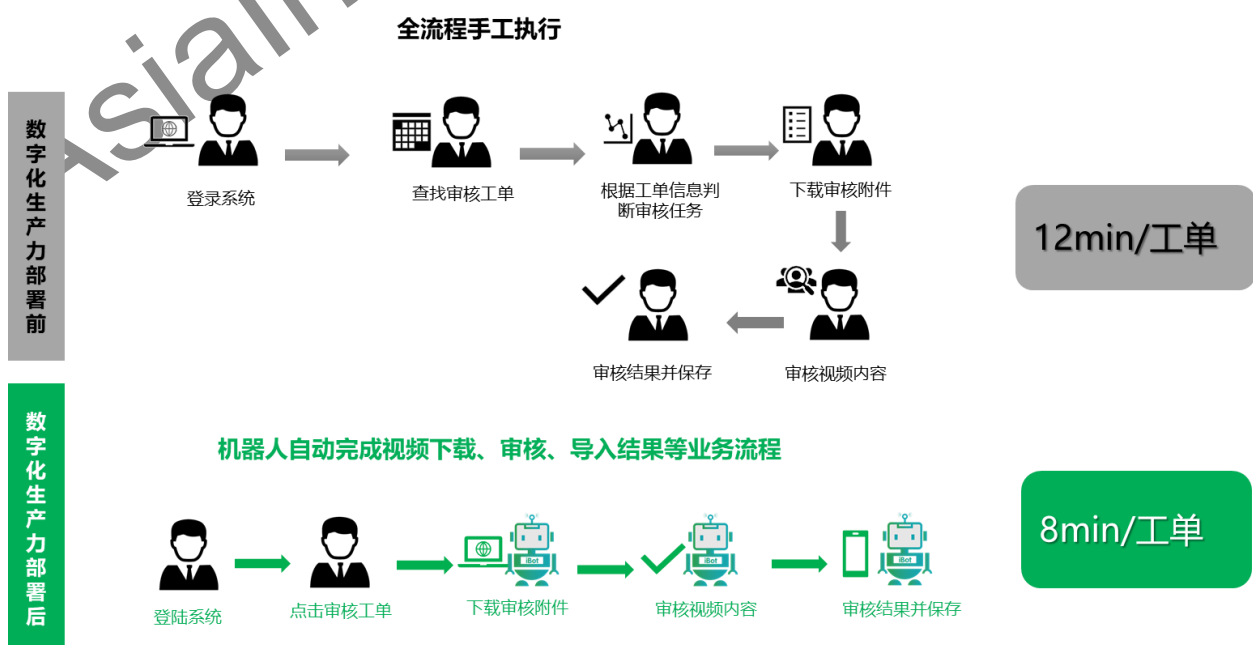 全流程手工执行
数字化生产力部署前
登录系统
查找审核工单
根据工单信息判
断审核任务
下载审核附件
12min/工单
审核结果并保存
审核视频内容
数字化生产力部署后
机器人自动完成视频下载、审核、导入结果等业务流程
8min/工单
iBot
iBot
iBot
登陆系统
点击审核工单
下载审核附件
审核视频内容
审核结果并保存